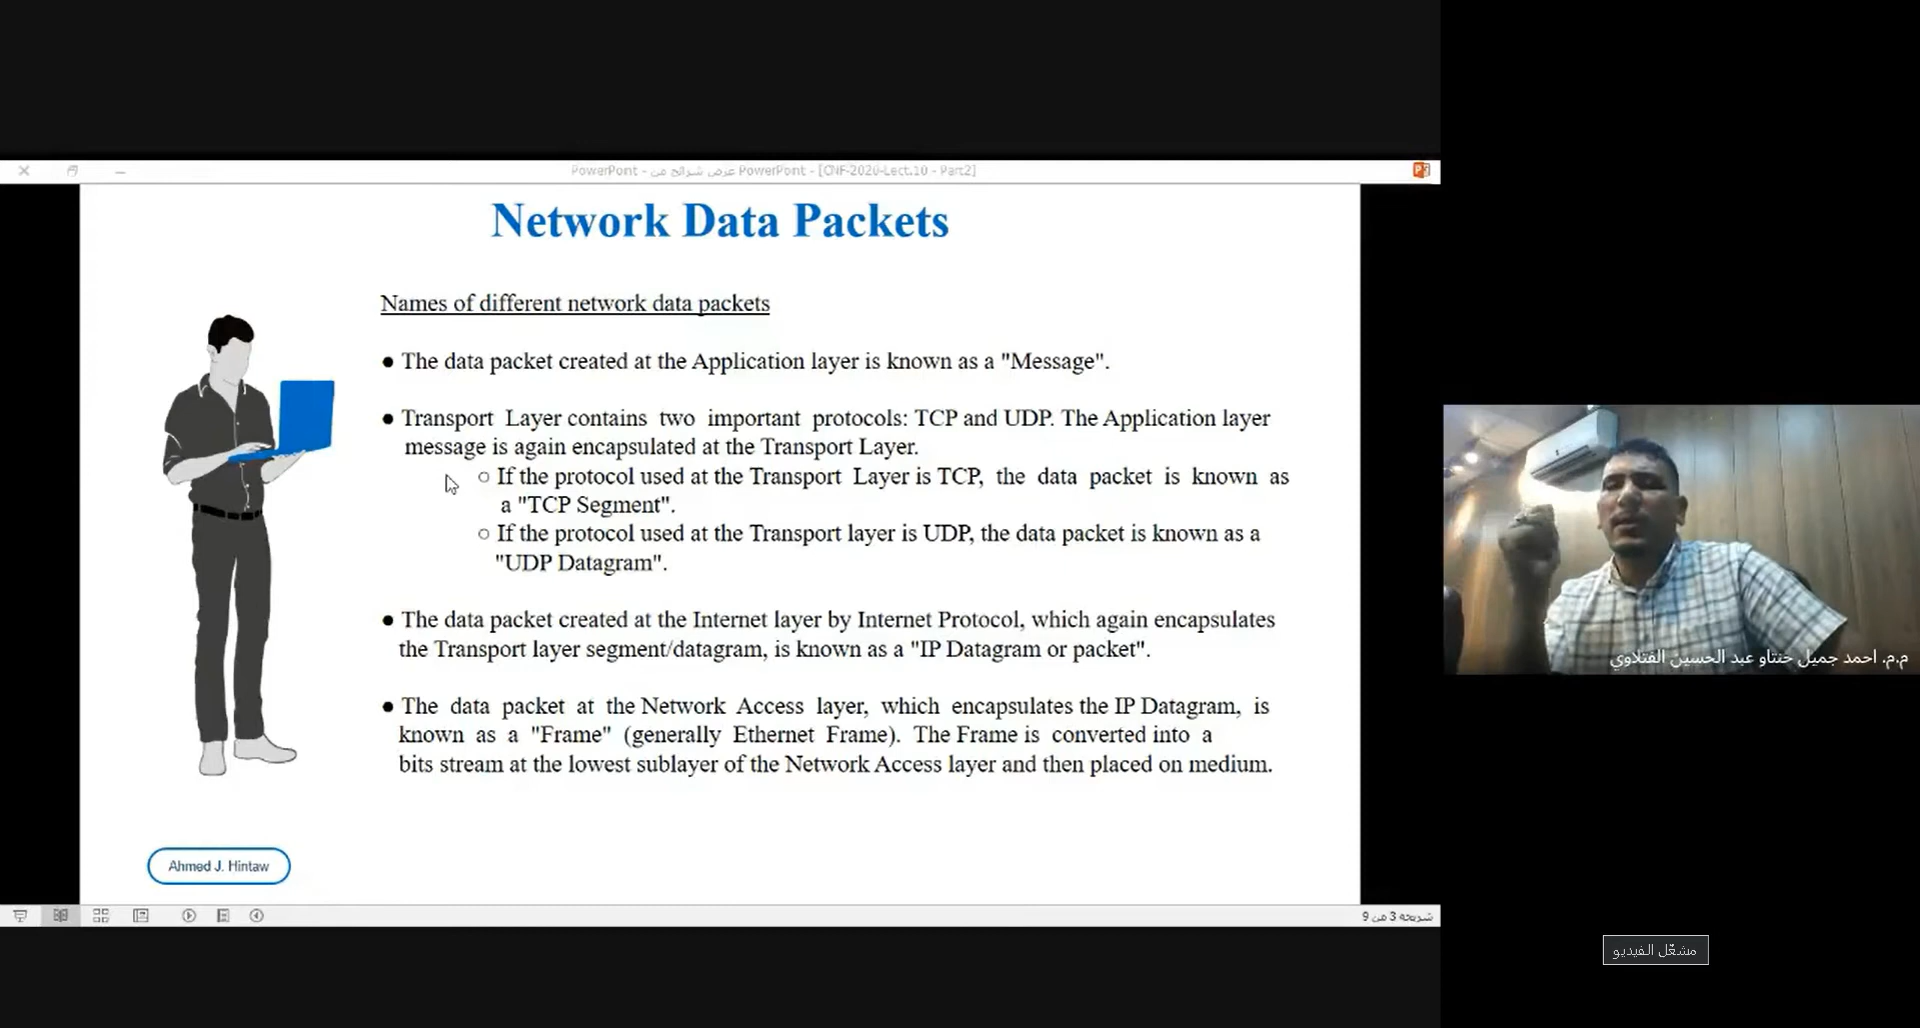 PowerPont - عرض شرائح من PowerPont - [CNF-2020-Lect.10 - Part2]
Network Data Packets
Names of different network data packets
● The data packet created at the Application layer is known as a "Message".
● Transport Layer contains two important protocols: TCP and UDP. The Application layer
message is again encapsulated at the Transport Layer.
○ If the protocol used at the Transport Layer is TCP, the data packet is known as
a "TCP Segment".
○ If the protocol used at the Transport layer is UDP, the data packet is known as a
"UDP Datagram".
● The data packet created at the Internet layer by Internet Protocol, which again encapsulates
the Transport layer segment/datagram, is known as a "IP Datagram or packet".
● The data packet at the Network Access layer, which encapsulates the IP Datagram, is
known as a "Frame" (generally Ethernet Frame). The Frame is converted into a
bits stream at the lowest sublayer of the Network Access layer and then placed on medium.
Ahmed J. Hintaw
شريحة 3 من 9
م.م. احمد جميل حنتاو عبد الحسين الفتلاوي
مشغّل الفيديو